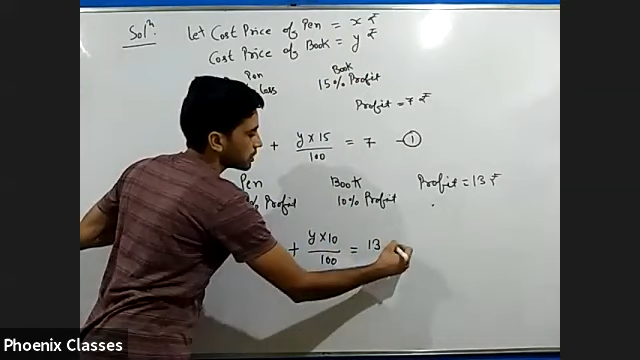 Solⁿ. Let Cost Price of Pen = x ₹
Cost Price of Book = y ₹
Pen Book
Loss 15% Profit
Profit = 7 ₹
+ y×15/100 = 7 —①
Pen Book Profit = 13 ₹
% Profit 10% Profit
+ y×10/100 = 13
Phoenix Classes